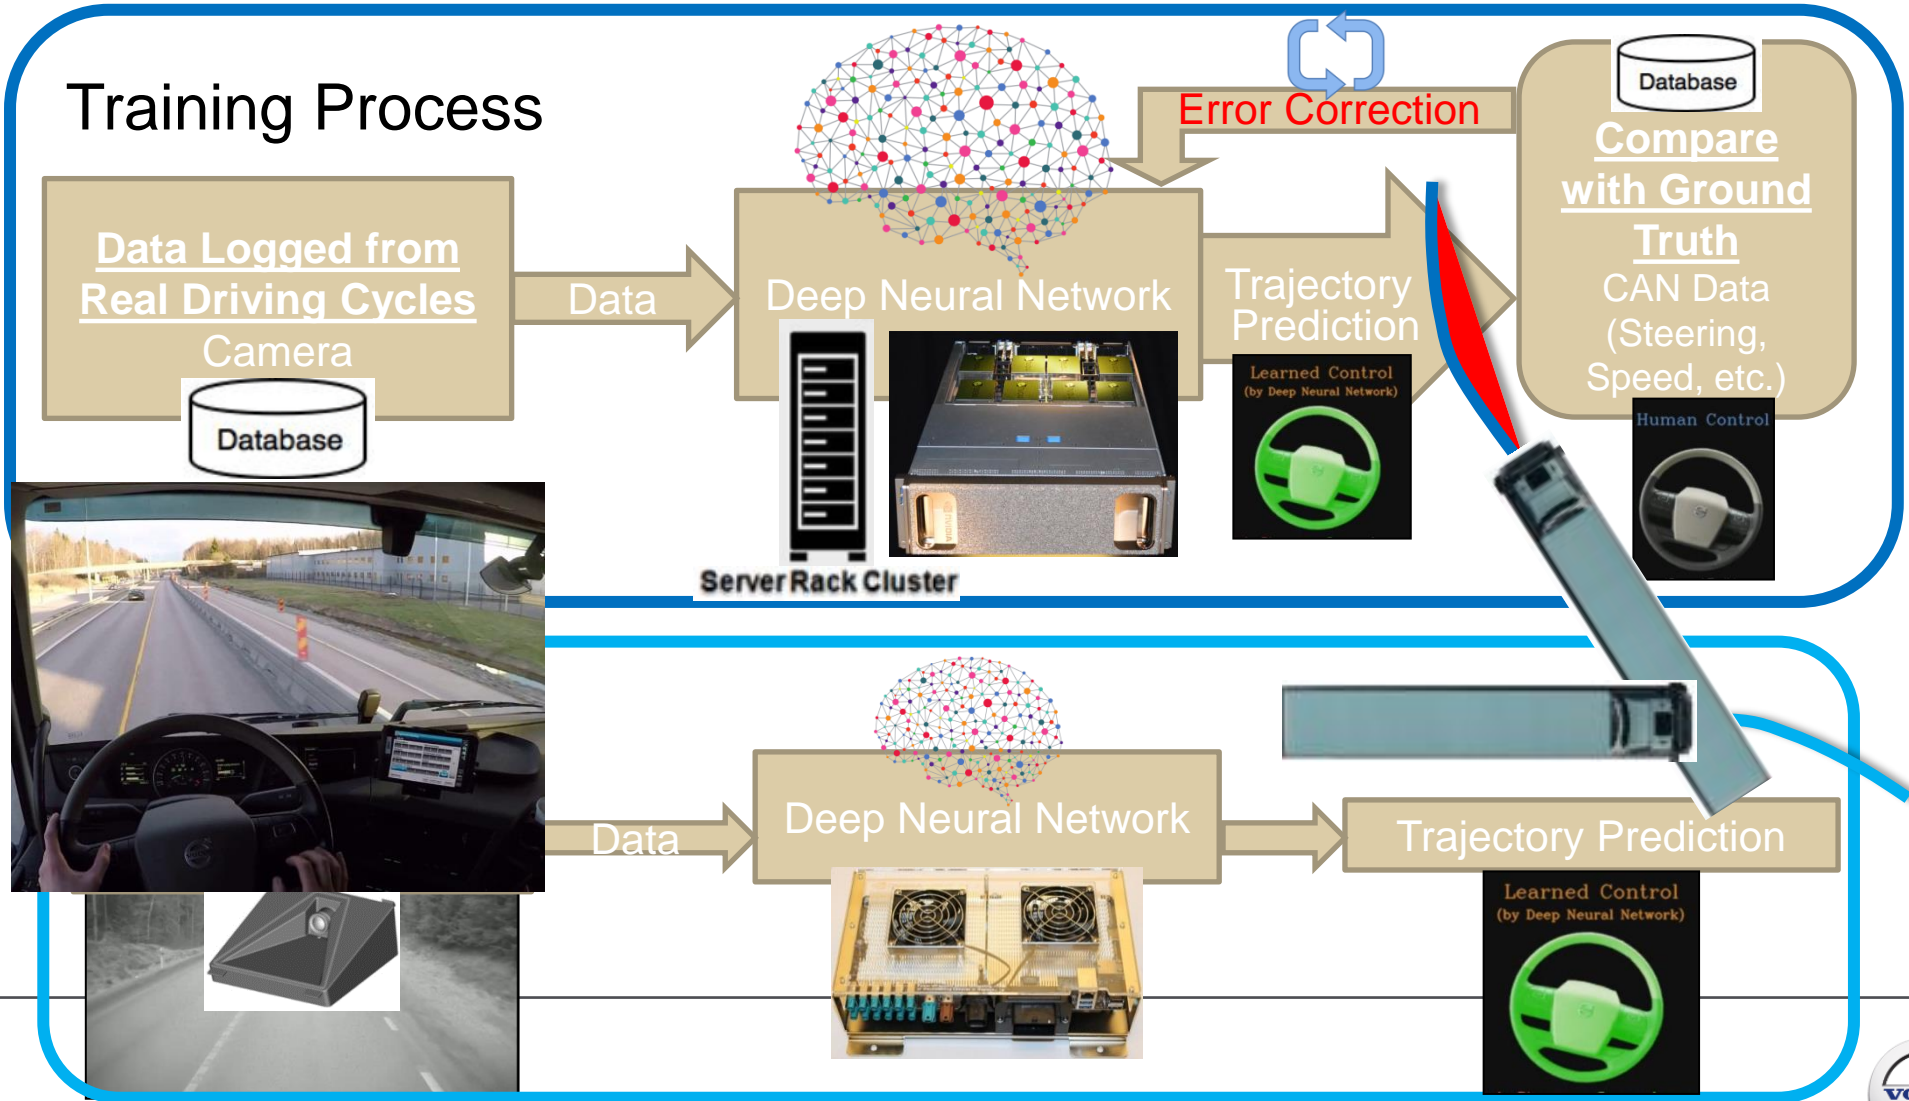 Training Process
Data Logged from
Real Driving Cycles
Camera
Database
Data
Deep Neural Network
Server Rack Cluster
Error Correction
Trajectory
Prediction
Learned Control
(by Deep Neural Network)
Database
Compare
with Ground
Truth
CAN Data
(Steering,
Speed, etc.)
Human Control
Data
Deep Neural Network
Trajectory Prediction
Learned Control
(by Deep Neural Network)